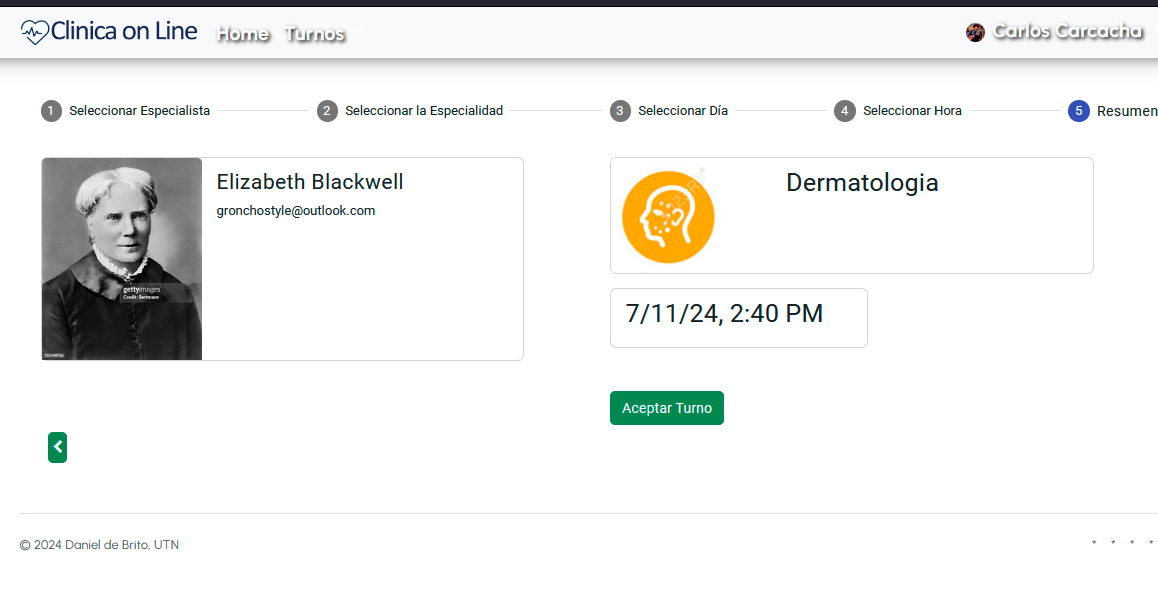 Clinica on Line Home Turnos Carlos Carcacha
1 Seleccionar Especialista 2 Seleccionar la Especialidad 3 Seleccionar Día 4 Seleccionar Hora 5 Resumen
Elizabeth Blackwell
gronchostyle@outlook.com
gettyimages
Credit: Bettmann
Dermatologia
7/11/24, 2:40 PM
Aceptar Turno
© 2024 Daniel de Brito, UTN
* * * *